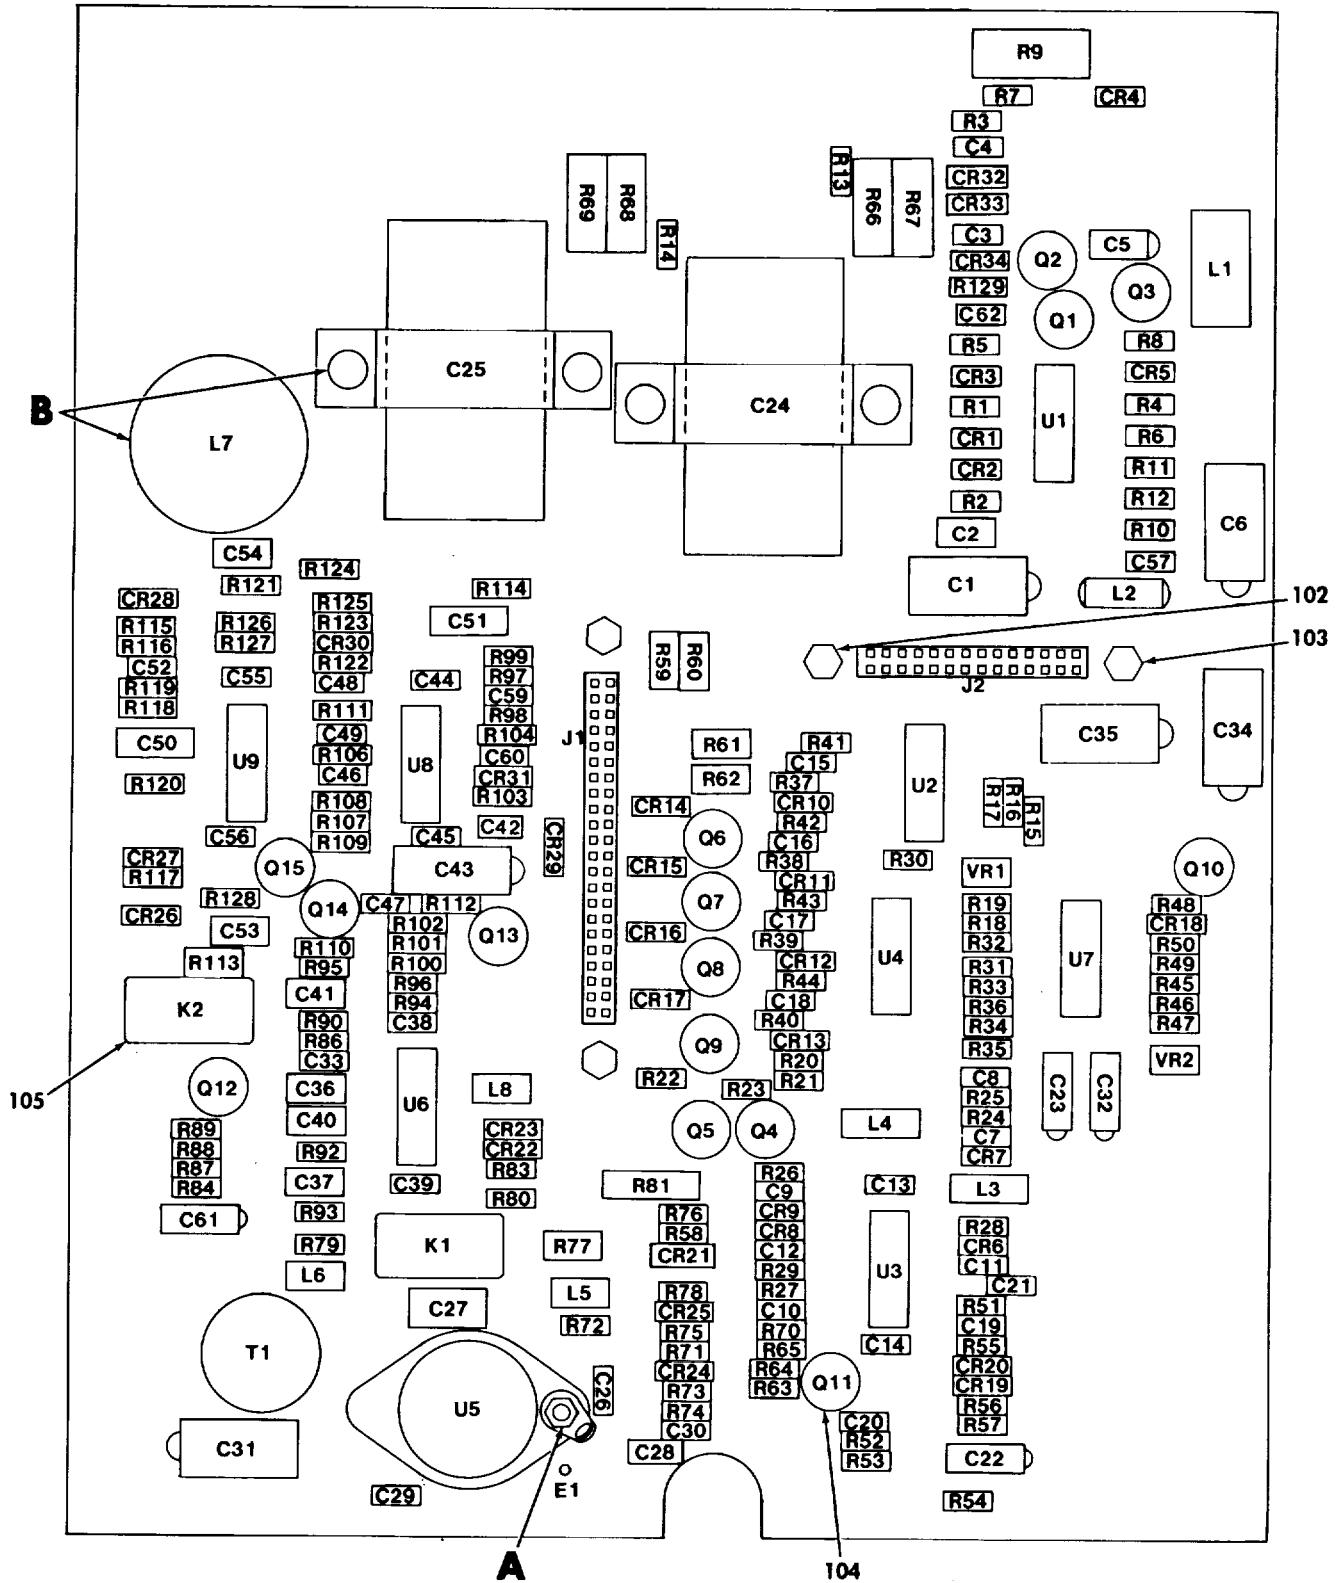 R9
R7 CR4
R3
C4
R13
CR32
R69 R68 R66 R67
CR33
R14
C3 C5
CR34 Q2 L1
R129 Q3
C62 Q1
R5 R8
C25 CR3 CR5
B
C24 R1 U1 R4
L7 CR1 R6
CR2 R11
R2 R12
C2 R10 C6
C54
R124 C57
R121 R114 C1 L2
CR28 R125 102
R115 R126 R123 C51
R116 R127 CR30 R99 R59 R60 103
C52 R122 R97
R119 C55 C48 C44 C59 J2
R118 R111 R98
C50 C49 R104 J1 R61 R41 C35 C34
U9 R106 U8 C60 C15
C46 CR31 R62 R37 U2
R120 R103 CR14 CR10 R17 R16 R15
R108 R42
R107 C42 Q6 C16
C56 R109 C45 CR29
CR27 CR15 R38 R30
R117 Q15 C43 CR11 VR1 Q10
R128 C47 R112 Q7 R43 R19 R48
CR26 Q14 R102 C17 R18 CR18
C53 R110 R101 Q13 CR16 R39 R32 R50
R113 R95 R100 Q8 CR12 U4 R31 U7 R49
C41 R96 R44 R33 R45
K2 R94 CR17 C18 R36 R46
R90 C38 R40 R34 R47
R86 Q9 CR13 R35
C33 R20 VR2
Q12 C36 L8 R22 R21 C8 C23 C32
105 U6 R23 R25
C40 R24
R89 CR23 Q5 Q4 L4 C7
R88 R92 CR22 CR7
R87 C37 R83 R26
R84 C39 R80 R81 C9 C13 L3
C61 R93 R76 CR9
R58 CR8 R28
R79 K1 R77 CR21 C12 CR6
L6 R29 U3 C11
L5 R78 R27 C21
C27 CR25 C10 R51
R72 R75 R70 C19
T1 R71 R65 C14 R55
CR24 R64 CR20
C26 R73 R63 Q11 CR19
U5 R74 R56
C30 C20 R57
C31 C28 R52
R53 C22
E1
C29 R54
A 104